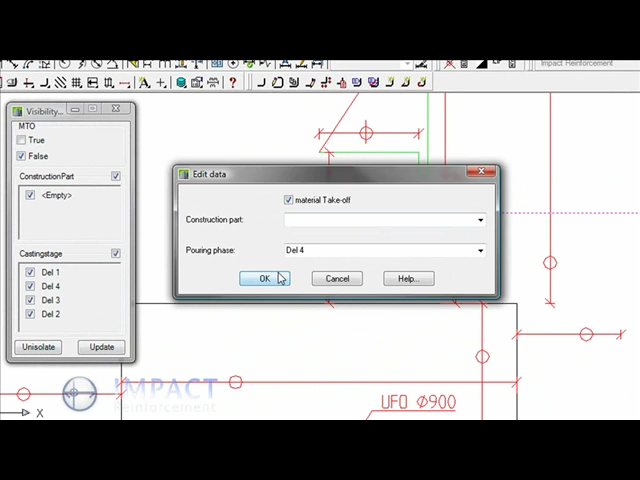 Impact Reinforcement
Visibility...
MTO
True
False
ConstructionPart
<Empty>
Castingstage
Del 1
Del 4
Del 3
Del 2
Unisolate
Update
Edit data
material Take-off
Construction part:
Pouring phase:
Del 4
OK
Cancel
Help...
UFO Ø900
X
IMPACT
Reinforcement